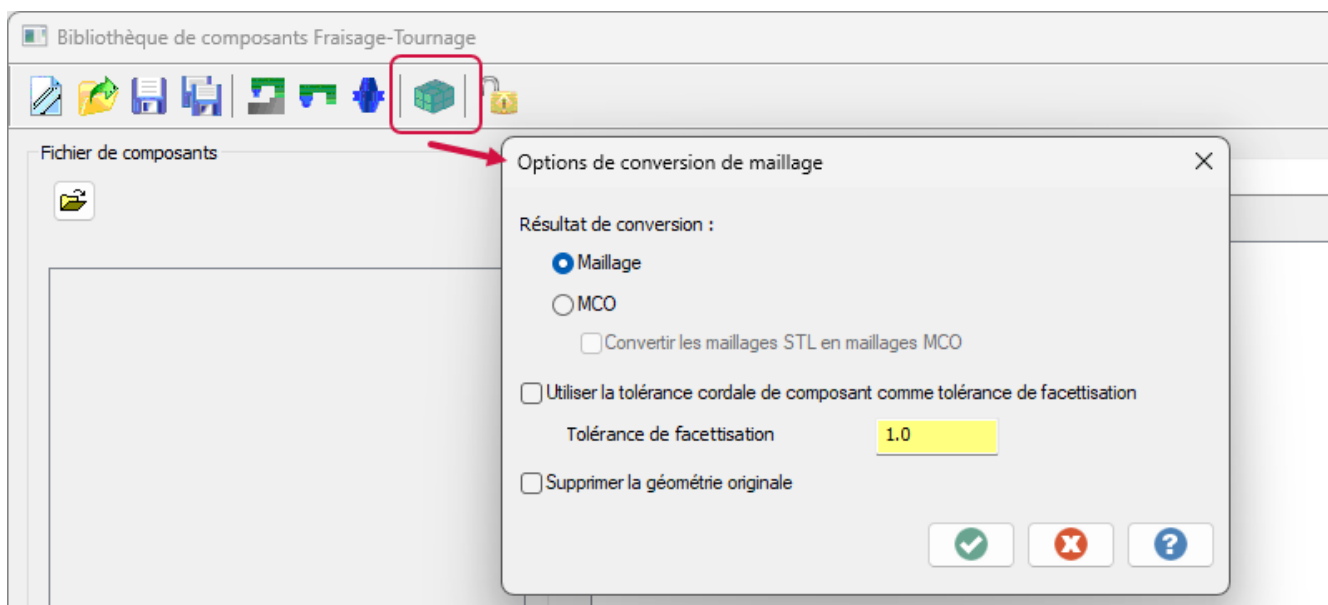 Bibliothèque de composants Fraisage-Tournage
Fichier de composants
Options de conversion de maillage
Résultat de conversion :
Maillage
MCO
Convertir les maillages STL en maillages MCO
Utiliser la tolérance cordale de composant comme tolérance de facettisation
Tolérance de facettisation 1.0
Supprimer la géométrie originale